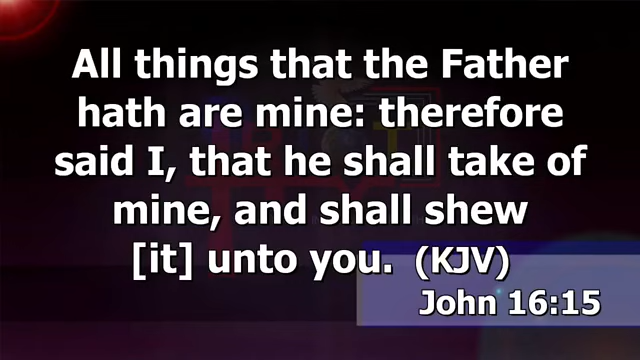 All things that the Father
hath are mine: therefore
said I, that he shall take of
mine, and shall shew
[it] unto you. (KJV)
John 16:15